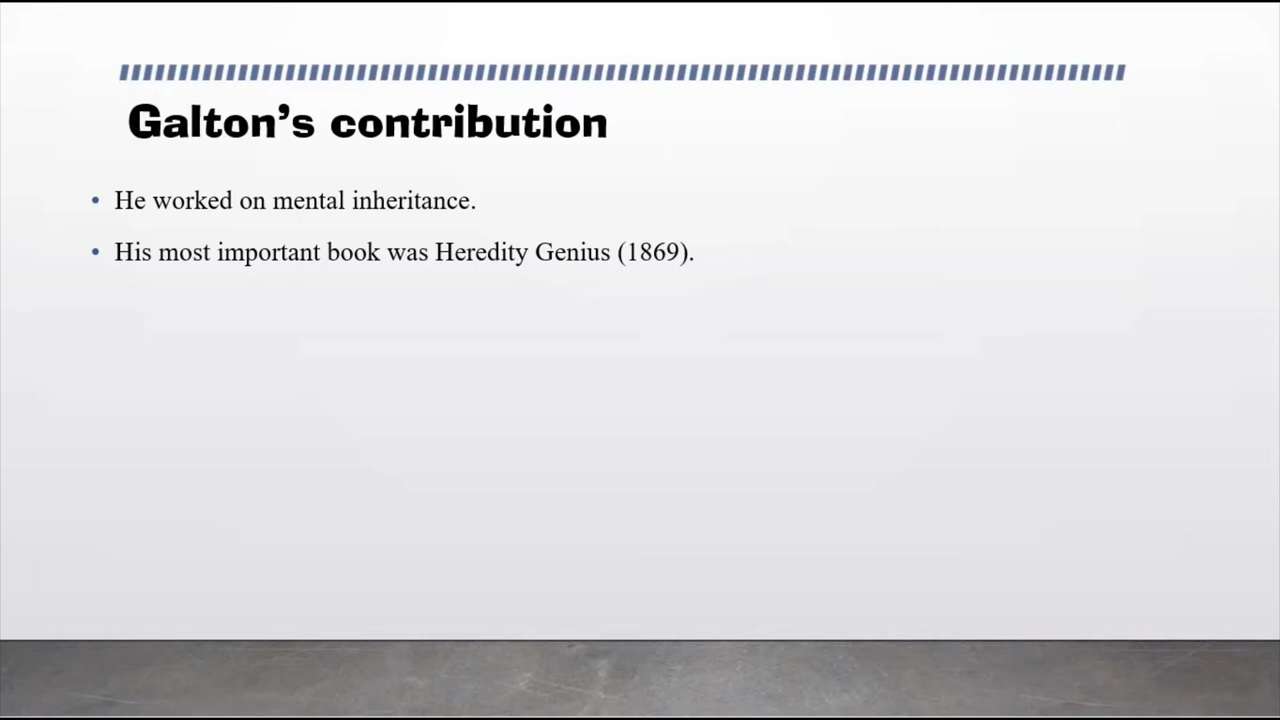 Galton’s contribution
• He worked on mental inheritance.
• His most important book was Heredity Genius (1869).